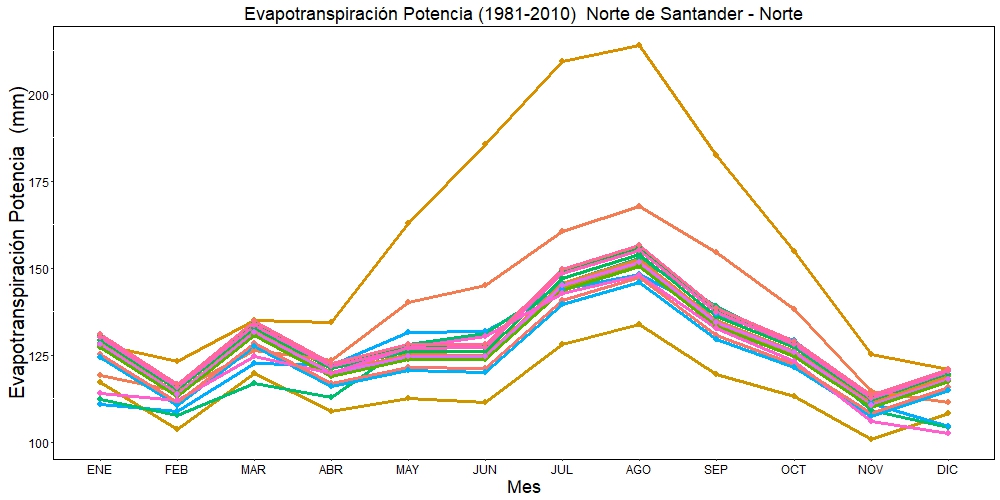 Evapotranspiración Potencia (1981-2010)  Norte de Santander - Norte
Evapotranspiración Potencia  (mm)
200
175
150
125
100
ENE FEB MAR ABR MAY JUN JUL AGO SEP OCT NOV DIC
Mes